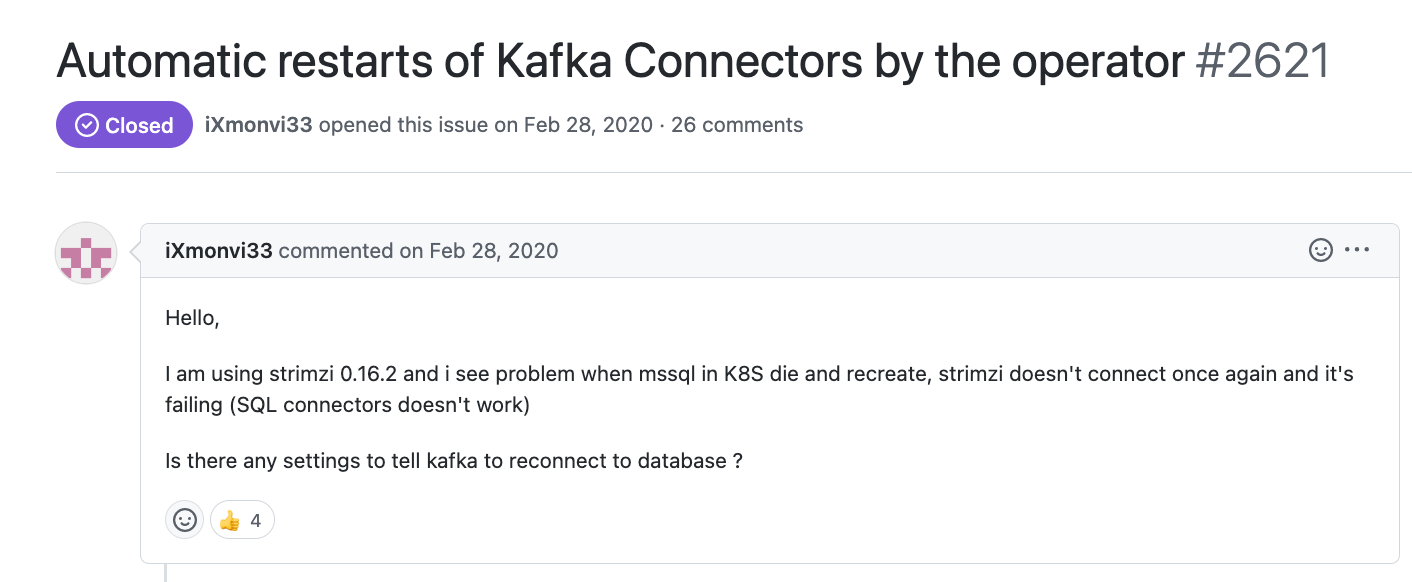 Automatic restarts of Kafka Connectors by the operator #2621
Closed iXmonvi33 opened this issue on Feb 28, 2020 · 26 comments
iXmonvi33 commented on Feb 28, 2020
Hello,
I am using strimzi 0.16.2 and i see problem when mssql in K8S die and recreate, strimzi doesn't connect once again and it's
failing (SQL connectors doesn't work)
Is there any settings to tell kafka to reconnect to database ?
👍 4